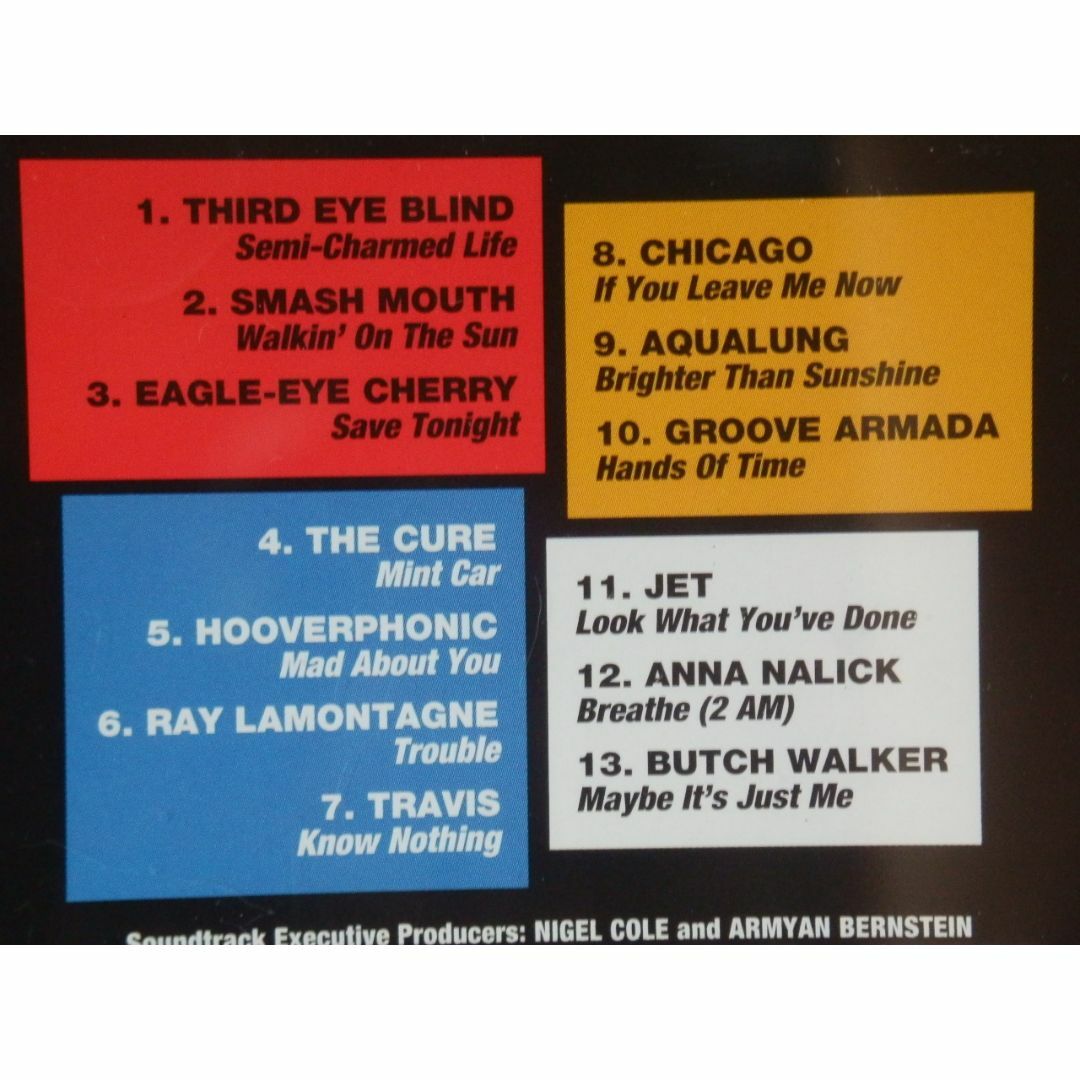 1. THIRD EYE BLIND
Semi-Charmed Life
2. SMASH MOUTH
Walkin' On The Sun
3. EAGLE-EYE CHERRY
Save Tonight
4. THE CURE
Mint Car
5. HOOVERPHONIC
Mad About You
6. RAY LAMONTAGNE
Trouble
7. TRAVIS
Know Nothing
8. CHICAGO
If You Leave Me Now
9. AQUALUNG
Brighter Than Sunshine
10. GROOVE ARMADA
Hands Of Time
11. JET
Look What You've Done
12. ANNA NALICK
Breathe (2 AM)
13. BUTCH WALKER
Maybe It's Just Me
Soundtrack Executive Producers: NIGEL COLE and ARMYAN BERNSTEIN